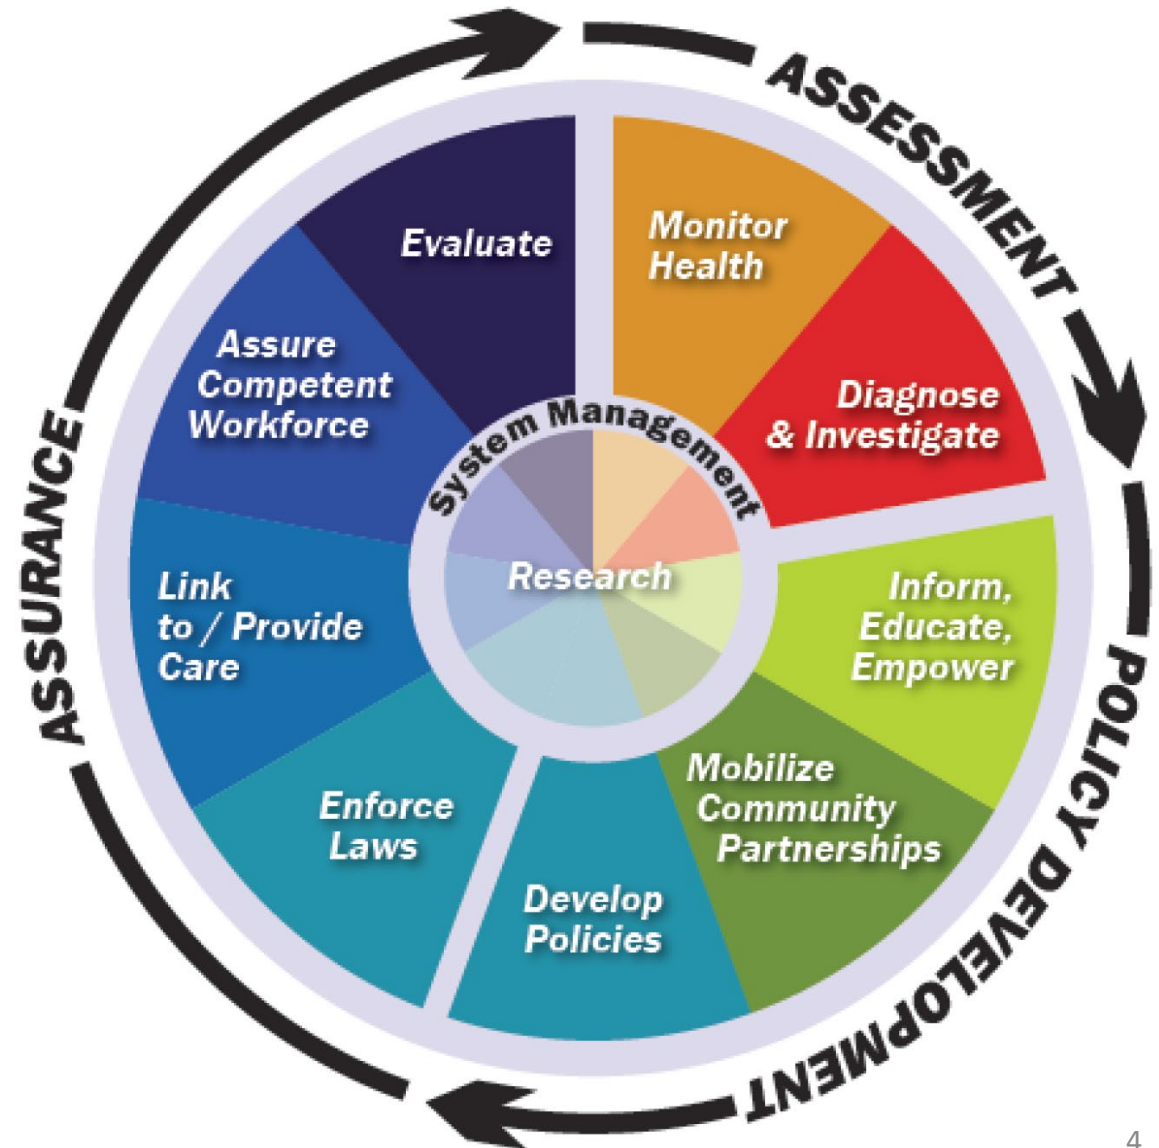 ASSESSMENT
Monitor
Health
Diagnose
& Investigate
POLICY DEVELOPMENT
Inform,
Educate,
Empower
Mobilize
Community
Partnerships
Develop
Policies
ASSURANCE
Enforce
Laws
Link
to / Provide
Care
Assure
Competent
Workforce
Evaluate
System Management
Research
4